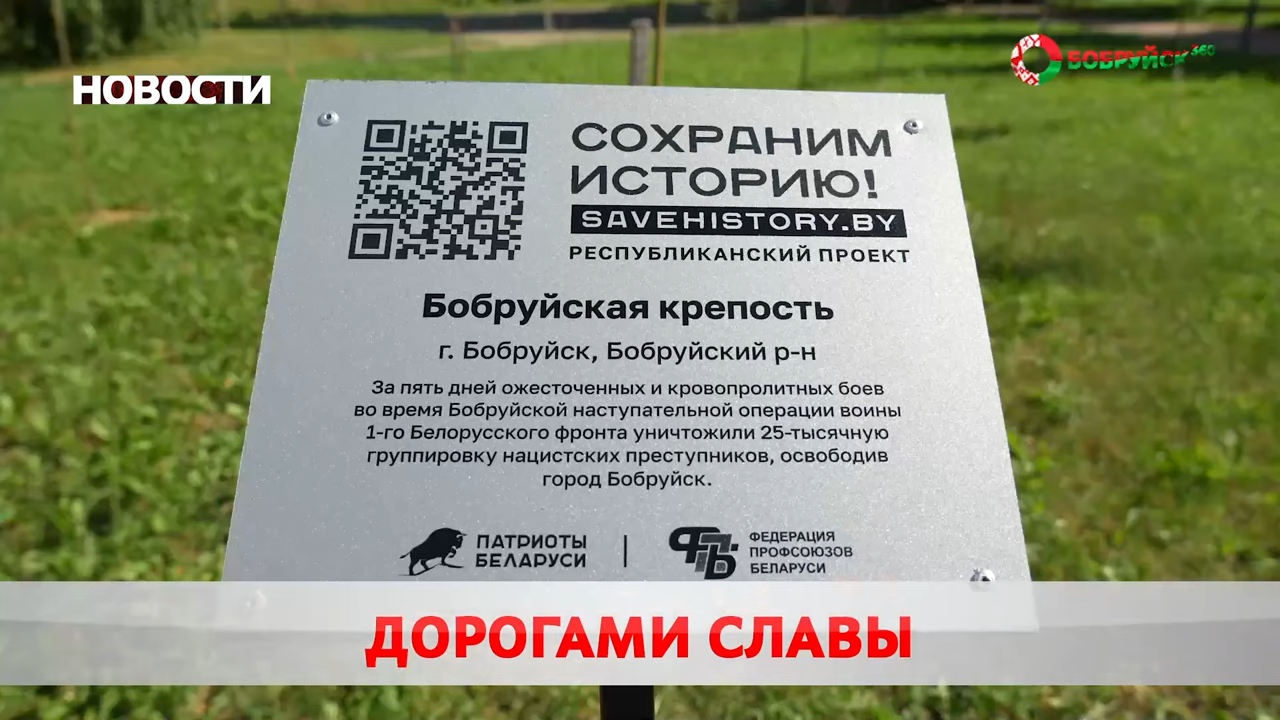 НОВОСТИ
БОБРУЙСК360
СОХРАНИМ
ИСТОРИЮ!
SAVEHISTORY.BY
РЕСПУБЛИКАНСКИЙ ПРОЕКТ
Бобруйская крепость
г. Бобруйск, Бобруйский р-н
За пять дней ожесточенных и кровопролитных боев
во время Бобруйской наступательной операции воины
1-го Белорусского фронта уничтожили 25-тысячную
группировку нацистских преступников, освободив
город Бобруйск.
ПАТРИОТЫ
БЕЛАРУСИ
ФПБ
ФЕДЕРАЦИЯ
ПРОФСОЮЗОВ
БЕЛАРУСИ
ДОРОГАМИ СЛАВЫ